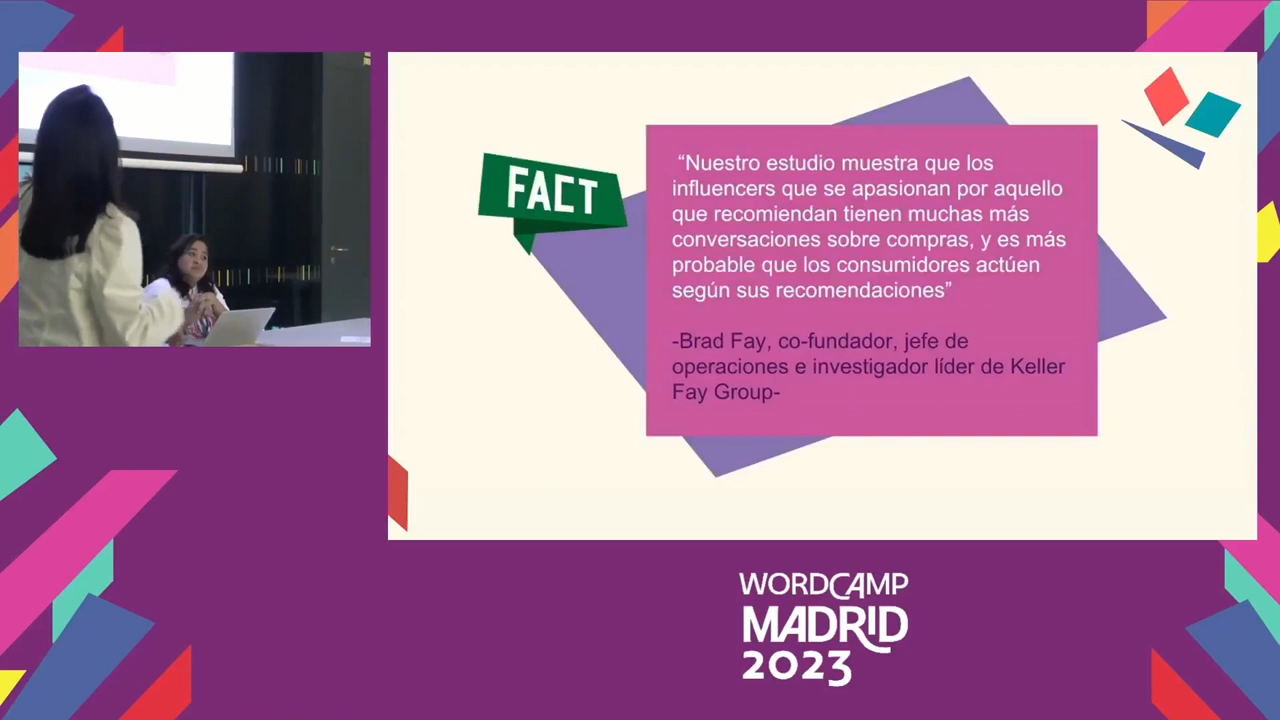 FACT
“Nuestro estudio muestra que los
influencers que se apasionan por aquello
que recomiendan tienen muchas más
conversaciones sobre compras, y es más
probable que los consumidores actúen
según sus recomendaciones”
-Brad Fay, co-fundador, jefe de
operaciones e investigador líder de Keller
Fay Group-
WORDCAMP
MADRID
2023